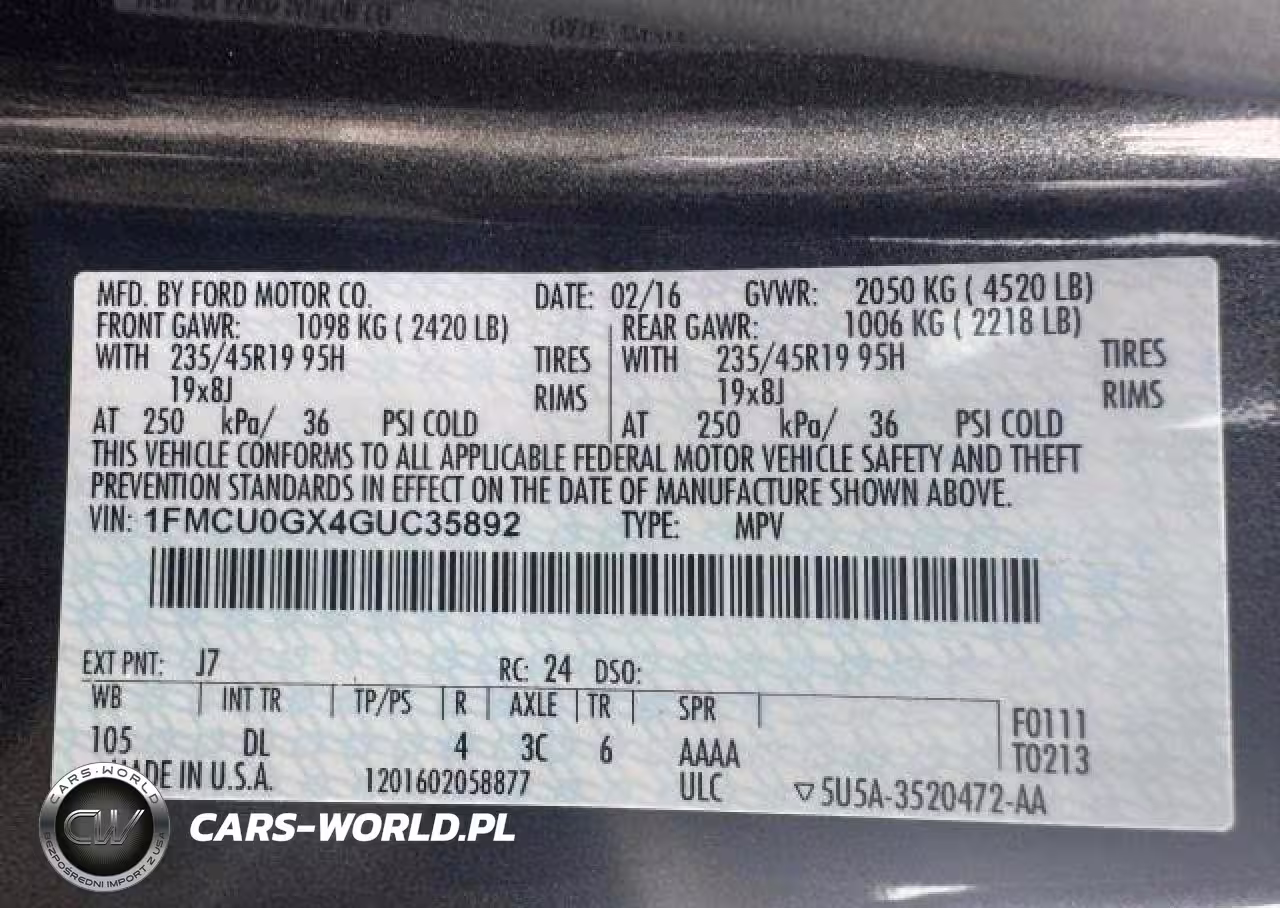 MFD. BY FORD MOTOR CO. DATE: 02/16 GVWR: 2050 KG ( 4520 LB)
FRONT GAWR: 1098 KG ( 2420 LB) REAR GAWR: 1006 KG ( 2218 LB)
WITH 235/45R19 95H TIRES WITH 235/45R19 95H TIRES
19x8J RIMS 19x8J RIMS
AT 250 kPa/ 36 PSI COLD AT 250 kPa/ 36 PSI COLD
THIS VEHICLE CONFORMS TO ALL APPLICABLE FEDERAL MOTOR VEHICLE SAFETY AND THEFT
PREVENTION STANDARDS IN EFFECT ON THE DATE OF MANUFACTURE SHOWN ABOVE.
VIN: 1FMCU0GX4GUC35892 TYPE: MPV
EXT PNT: J7 RC: 24 DSO:
WB INT TR TP/PS R AXLE TR SPR F0111
105 DL 4 3C 6 AAAA T0213
MADE IN U.S.A. 1201602058877 ULC ▽ 5U5A-3520472-AA
CARS-WORLD
CW
BEZPOŚREDNI IMPORT Z USA
CARS-WORLD.PL